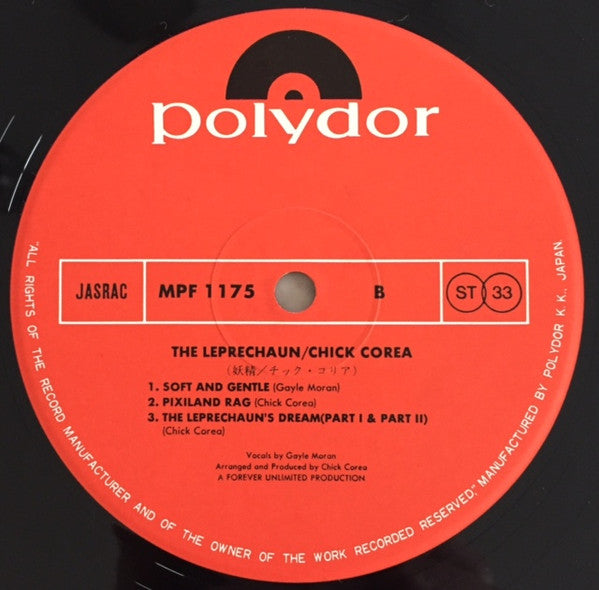 polydor
JASRAC MPF 1175 B ST 33
THE LEPRECHAUN/CHICK COREA
(妖精/チック・コリア)
1. SOFT AND GENTLE (Gayle Moran)
2. PIXILAND RAG (Chick Corea)
3. THE LEPRECHAUN'S DREAM(PART I & PART II)
(Chick Corea)
Vocals by Gayle Moran
Arranged and Produced by Chick Corea
A FOREVER UNLIMITED PRODUCTION
"ALL RIGHTS OF THE RECORD MANUFACTURER AND OF THE OWNER OF THE WORK RECORDED RESERVED," MANUFACTURED BY POLYDOR K.K., JAPAN.